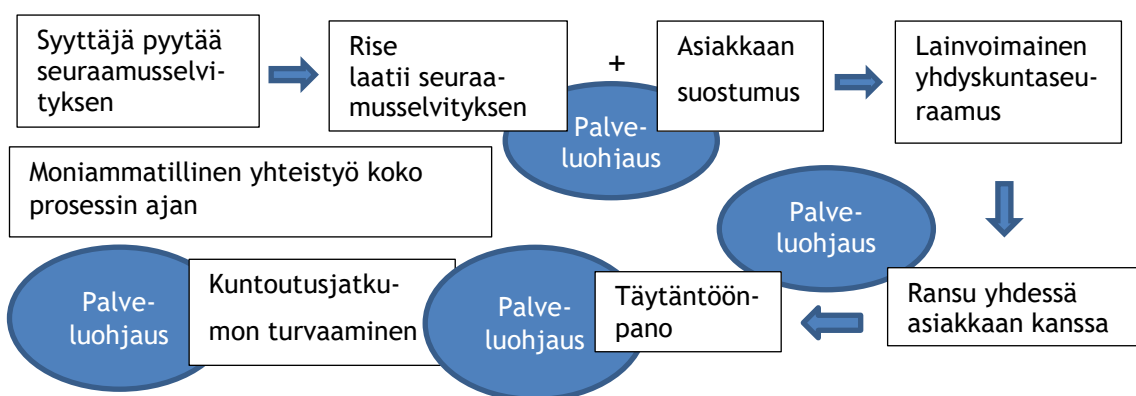 Syyttäjä pyytää
seuraamusselvi-
tyksen
Rise
laatii seuraa-
musselvityksen
+
Asiakkaan
suostumus
Palve-
luohjaus
Lainvoimainen
yhdyskuntaseu-
raamus
Moniammatillinen yhteistyö koko
prosessin ajan
Palve-
luohjaus
Ransu yhdessä
asiakkaan kanssa
Täytäntöön-
pano
Palve-
luohjaus
Kuntoutusjatku-
mon turvaaminen
Palve-
luohjaus